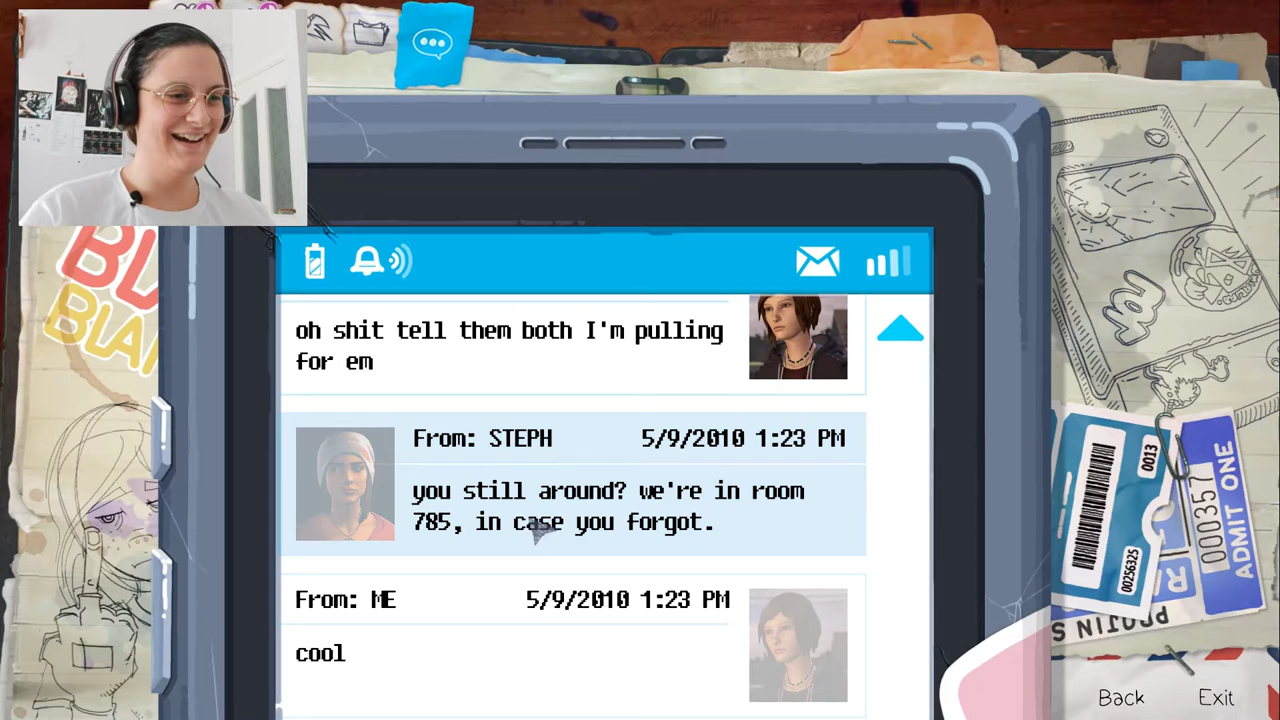 oh shit tell them both I'm pulling
for em
From: STEPH 5/9/2010 1:23 PM
you still around? we're in room
785, in case you forgot.
From: ME 5/9/2010 1:23 PM
cool
0013
00256325
000357
ADMIT ONE
Back Exit